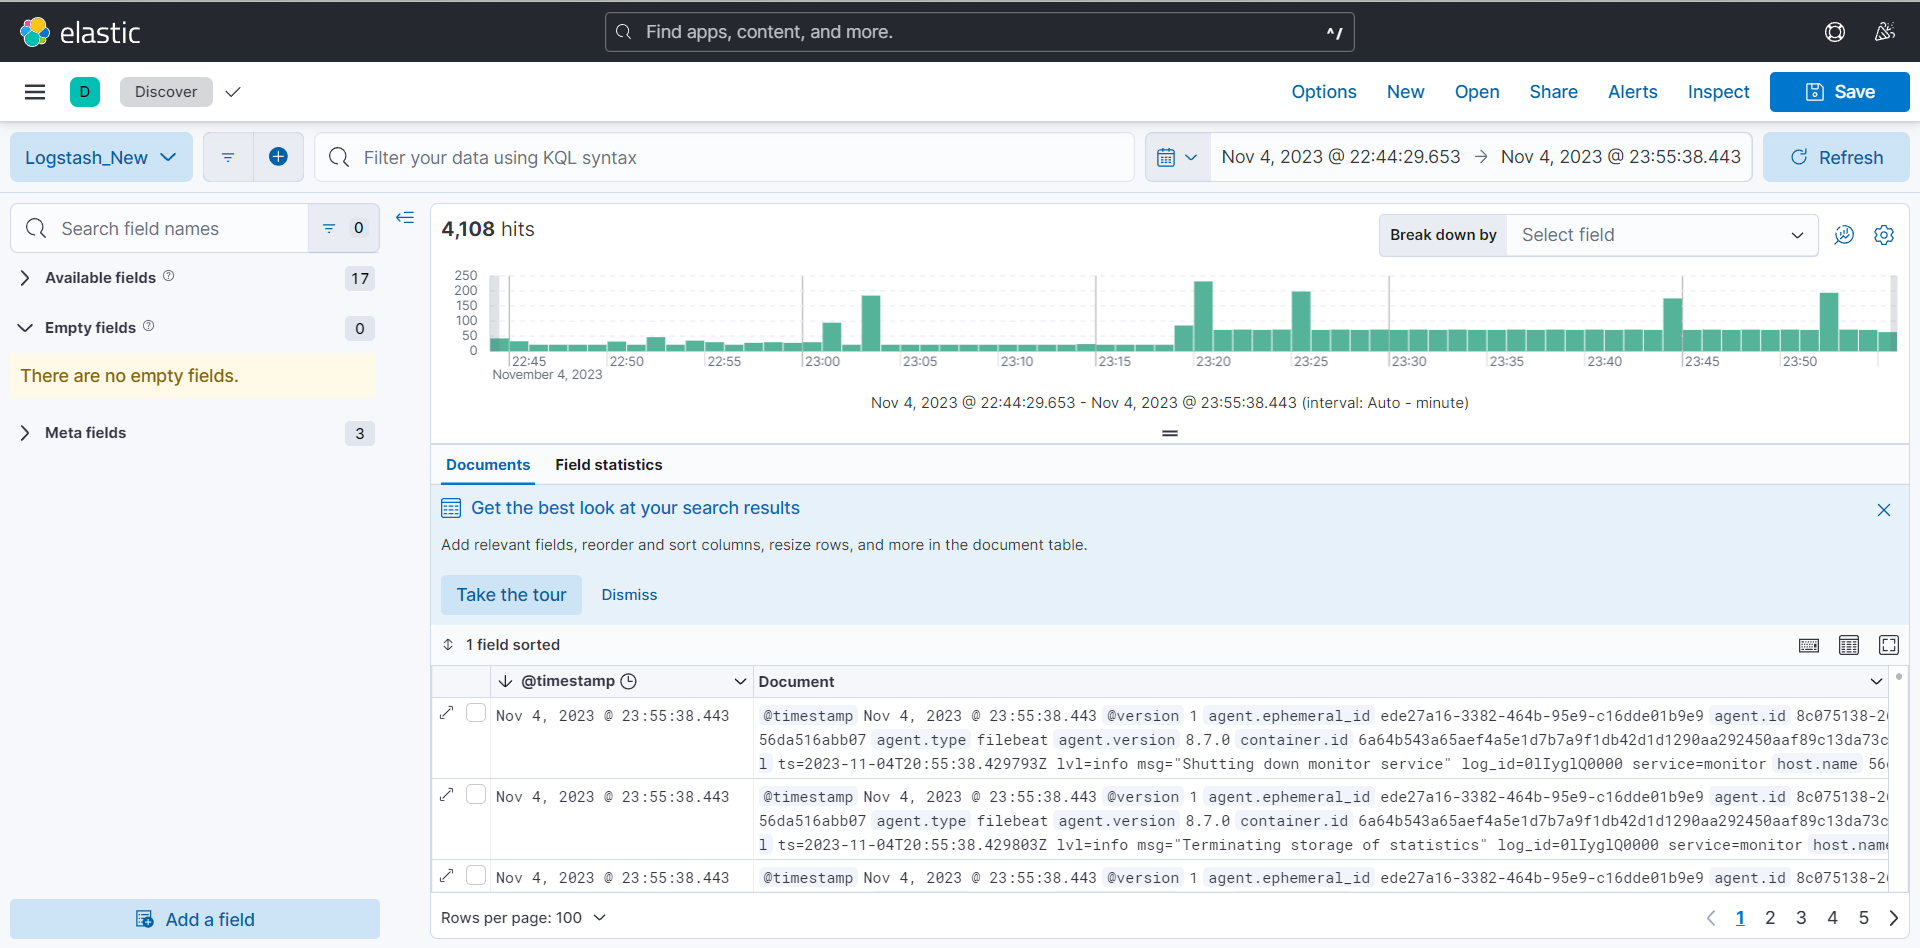 elastic
Find apps, content, and more.
^/
D
Discover
Options New Open Share Alerts Inspect Save
Logstash_New
Filter your data using KQL syntax
Nov 4, 2023 @ 22:44:29.653 → Nov 4, 2023 @ 23:55:38.443
Refresh
Search field names
0
Available fields 17
Empty fields 0
There are no empty fields.
Meta fields 3
Add a field
4,108 hits
Break down by Select field
250
200
150
100
50
0
22:45 22:50 22:55 23:00 23:05 23:10 23:15 23:20 23:25 23:30 23:35 23:40 23:45 23:50
November 4, 2023
Nov 4, 2023 @ 22:44:29.653 - Nov 4, 2023 @ 23:55:38.443 (interval: Auto - minute)
Documents Field statistics
Get the best look at your search results
Add relevant fields, reorder and sort columns, resize rows, and more in the document table.
Take the tour Dismiss
1 field sorted
@timestamp Document
Nov 4, 2023 @ 23:55:38.443 @timestamp Nov 4, 2023 @ 23:55:38.443 @version 1 agent.ephemeral_id ede27a16-3382-464b-95e9-c16dde01b9e9 agent.id 8c075138-2
56da516abb07 agent.type filebeat agent.version 8.7.0 container.id 6a64b543a65aef4a5e1d7b7a9f1db42d1d1290aa292450aaf89c13da73c
l ts=2023-11-04T20:55:38.429793Z lvl=info msg="Shutting down monitor service" log_id=0lIyglQ0000 service=monitor host.name 56
Nov 4, 2023 @ 23:55:38.443 @timestamp Nov 4, 2023 @ 23:55:38.443 @version 1 agent.ephemeral_id ede27a16-3382-464b-95e9-c16dde01b9e9 agent.id 8c075138-2
56da516abb07 agent.type filebeat agent.version 8.7.0 container.id 6a64b543a65aef4a5e1d7b7a9f1db42d1d1290aa292450aaf89c13da73c
l ts=2023-11-04T20:55:38.429803Z lvl=info msg="Terminating storage of statistics" log_id=0lIyglQ0000 service=monitor host.name
Nov 4, 2023 @ 23:55:38.443 @timestamp Nov 4, 2023 @ 23:55:38.443 @version 1 agent.ephemeral_id ede27a16-3382-464b-95e9-c16dde01b9e9 agent.id 8c075138-2
Rows per page: 100
1 2 3 4 5